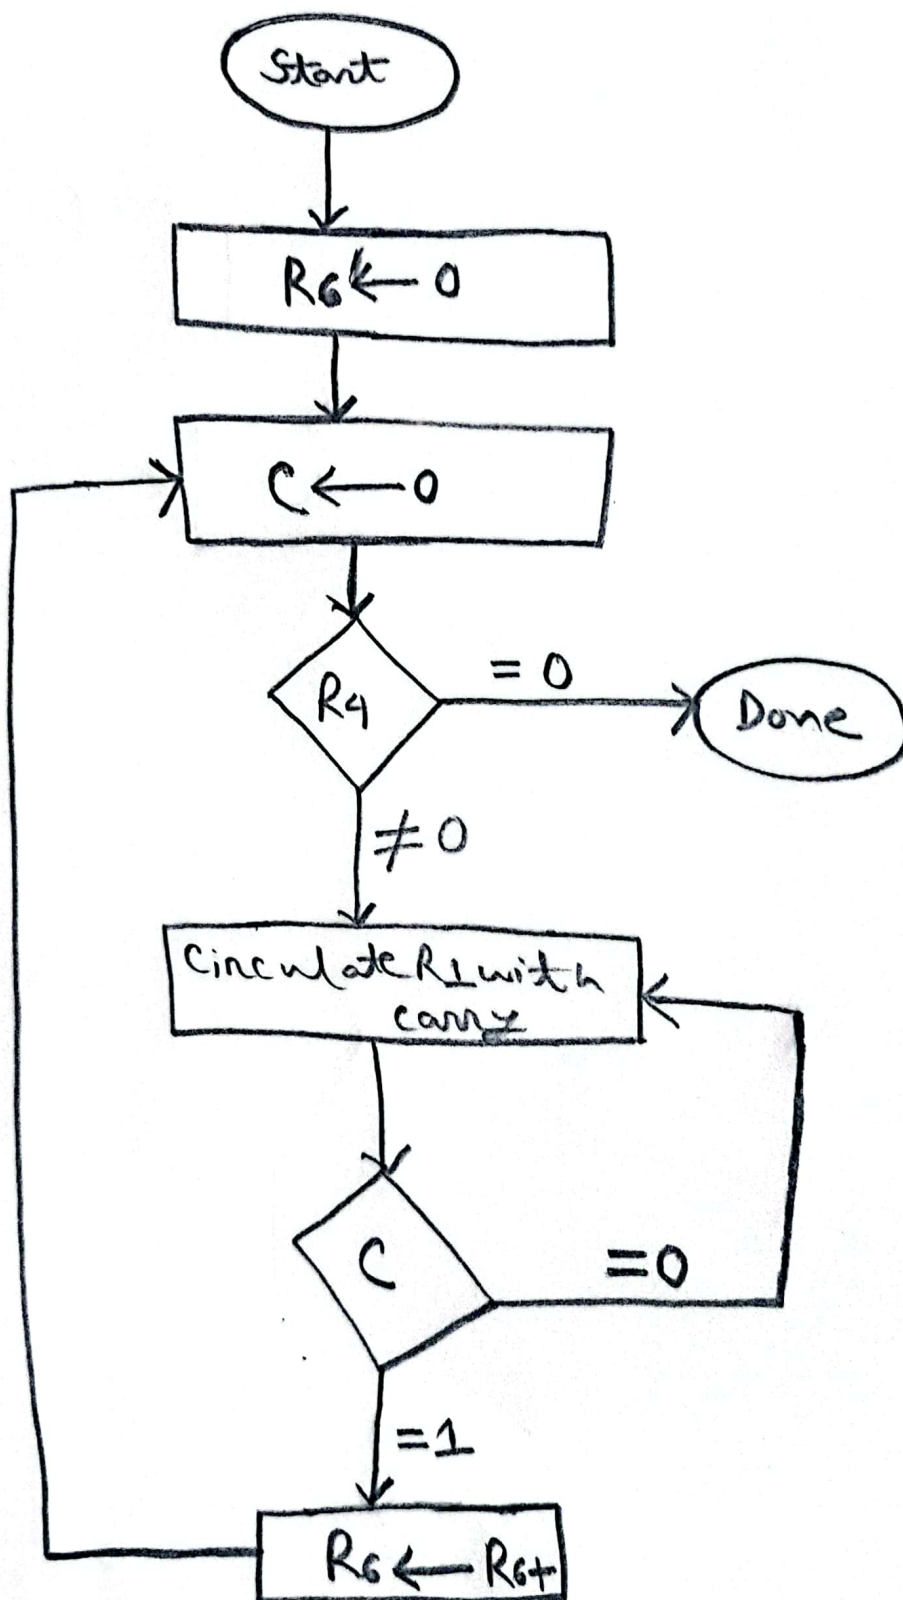 Start
R6 ← 0
C ← 0
R4
= 0
Done
≠ 0
Circulate R1 with
carry
C
= 0
= 1
R6 ← R6+